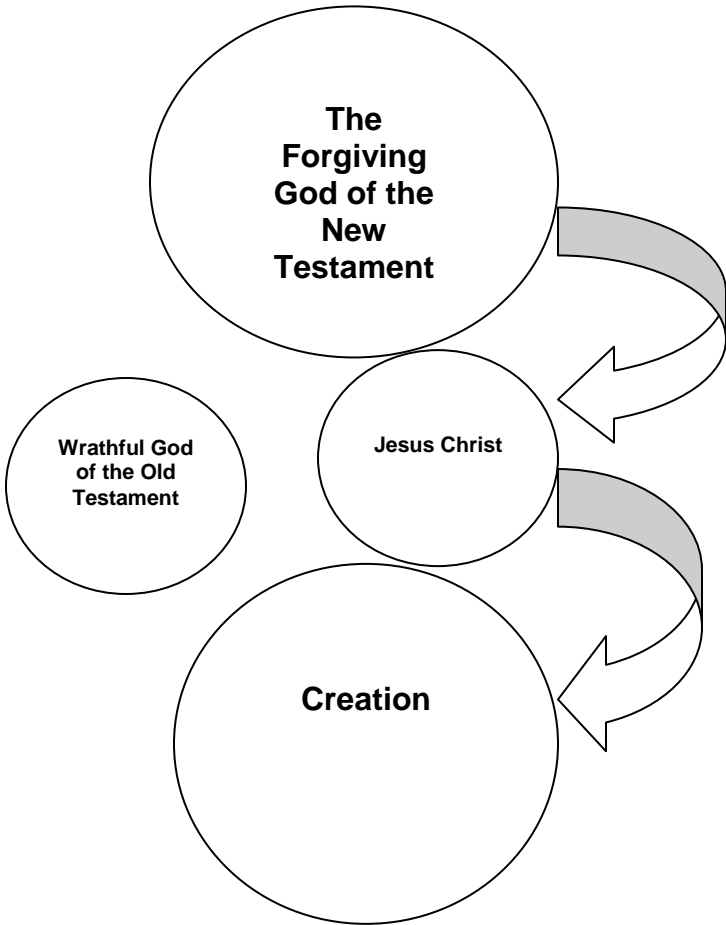 The
Forgiving
God of the
New
Testament
Wrathful God
of the Old
Testament
Jesus Christ
Creation